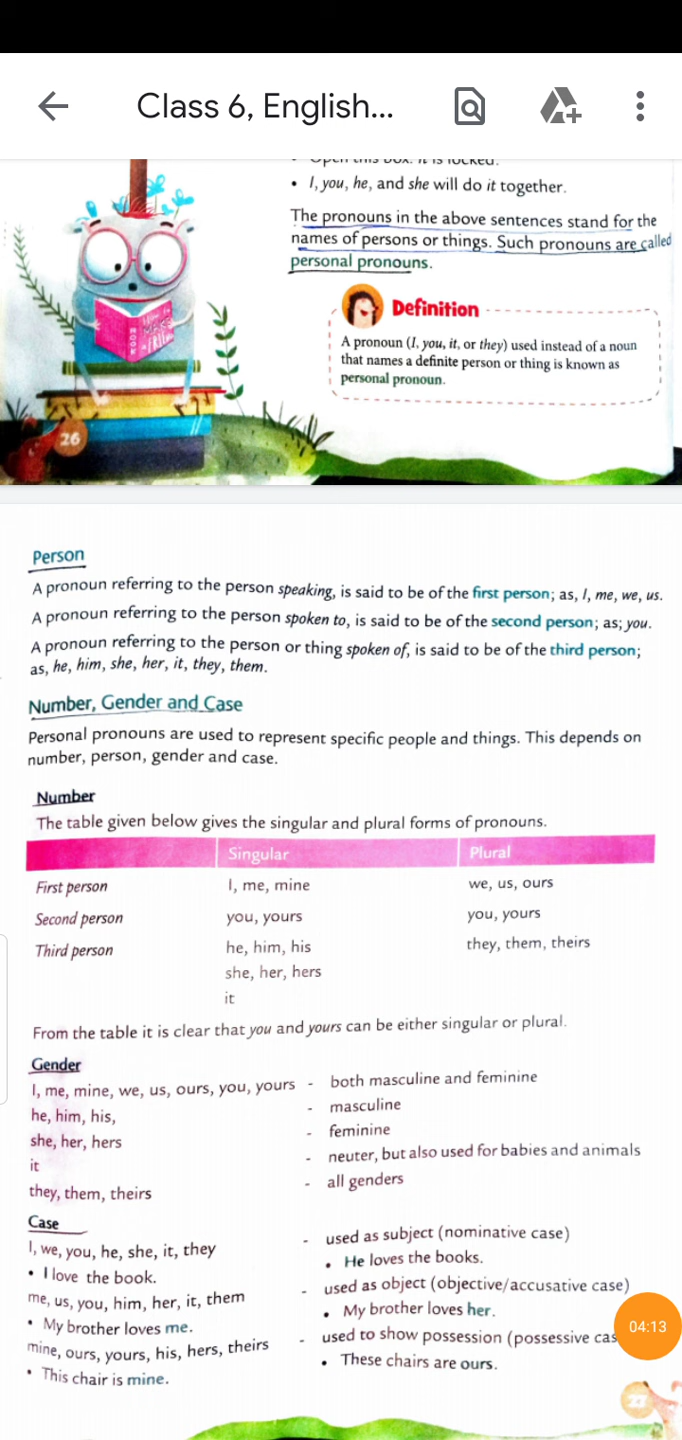 Class 6, English...
Open this box. It is locked.
• I, you, he, and she will do it together.
The pronouns in the above sentences stand for the
names of persons or things. Such pronouns are called
personal pronouns.
Definition
A pronoun (I, you, it, or they) used instead of a noun
that names a definite person or thing is known as
personal pronoun.
26
Person
A pronoun referring to the person speaking, is said to be of the first person; as, I, me, we, us.
A pronoun referring to the person spoken to, is said to be of the second person; as; you.
A pronoun referring to the person or thing spoken of, is said to be of the third person;
as, he, him, she, her, it, they, them.
Number, Gender and Case
Personal pronouns are used to represent specific people and things. This depends on
number, person, gender and case.
Number
The table given below gives the singular and plural forms of pronouns.
Singular Plural
First person I, me, mine we, us, ours
Second person you, yours you, yours
Third person he, him, his they, them, theirs
she, her, hers
it
From the table it is clear that you and yours can be either singular or plural.
Gender
I, me, mine, we, us, ours, you, yours - both masculine and feminine
he, him, his, - masculine
she, her, hers - feminine
it - neuter, but also used for babies and animals
they, them, theirs - all genders
Case
I, we, you, he, she, it, they - used as subject (nominative case)
• I love the book. • He loves the books.
me, us, you, him, her, it, them - used as object (objective/accusative case)
• My brother loves me. • My brother loves her.
mine, ours, yours, his, hers, theirs - used to show possession (possessive cas
• This chair is mine. • These chairs are ours.
04:13
27